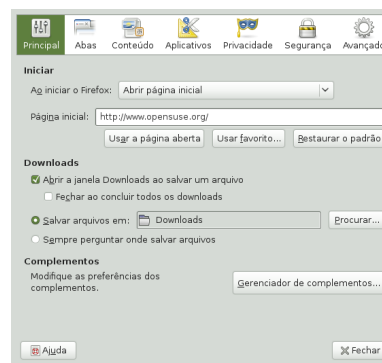 Principal Abas Conteúdo Aplicativos Privacidade Segurança Avançado
Iniciar
Ao iniciar o Firefox: Abrir página inicial
Página inicial: http://www.opensuse.org/
Usar a página aberta Usar favorito... Restaurar o padrão
Downloads
Abrir a janela Downloads ao salvar um arquivo
Fechar ao concluir todos os downloads
Salvar arquivos em: Downloads Procurar...
Sempre perguntar onde salvar arquivos
Complementos
Modifique as preferências dos
complementos.
Gerenciador de complementos...
Ajuda Fechar